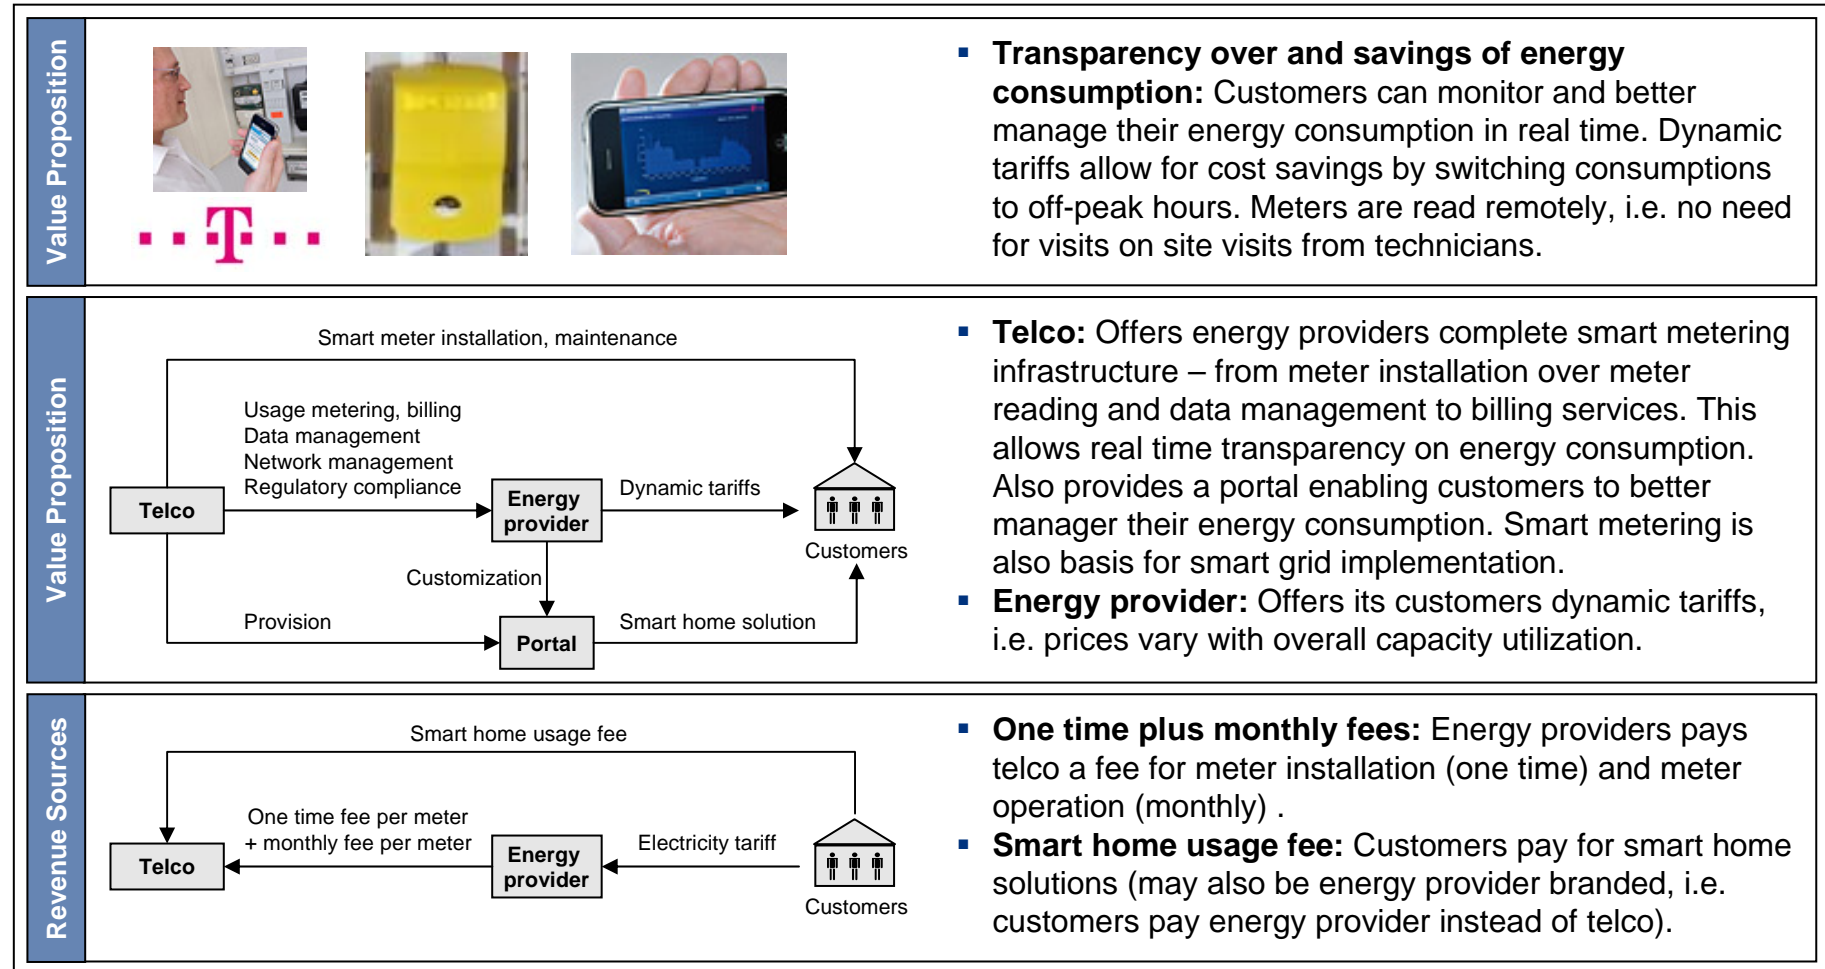 Value Proposition
T
Transparency over and savings of energy
consumption: Customers can monitor and better
manage their energy consumption in real time. Dynamic
tariffs allow for cost savings by switching consumptions
to off-peak hours. Meters are read remotely, i.e. no need
for visits on site visits from technicians.
Value Proposition
Smart meter installation, maintenance
Usage metering, billing
Data management
Network management
Regulatory compliance
Telco
Energy
provider
Dynamic tariffs
Customers
Customization
Provision
Portal
Smart home solution
Telco: Offers energy providers complete smart metering
infrastructure – from meter installation over meter
reading and data management to billing services. This
allows real time transparency on energy consumption.
Also provides a portal enabling customers to better
manager their energy consumption. Smart metering is
also basis for smart grid implementation.
Energy provider: Offers its customers dynamic tariffs,
i.e. prices vary with overall capacity utilization.
Revenue Sources
Smart home usage fee
One time fee per meter
+ monthly fee per meter
Telco
Energy
provider
Electricity tariff
Customers
One time plus monthly fees: Energy providers pays
telco a fee for meter installation (one time) and meter
operation (monthly) .
Smart home usage fee: Customers pay for smart home
solutions (may also be energy provider branded, i.e.
customers pay energy provider instead of telco).